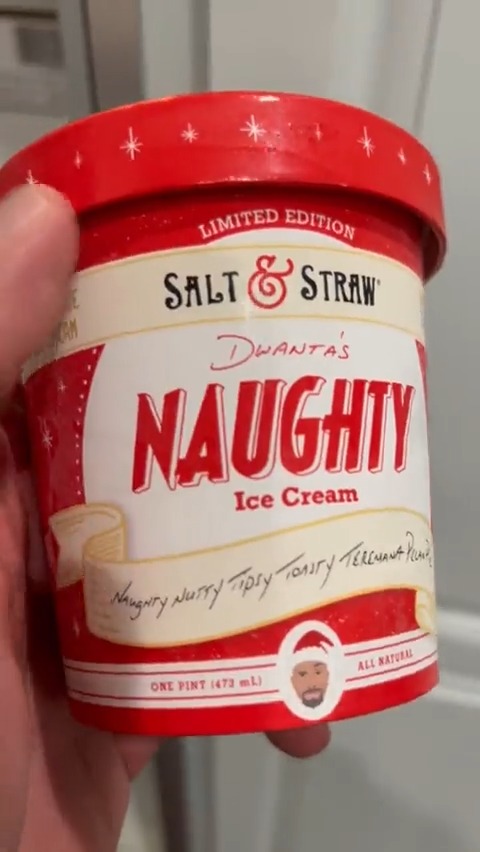 LIMITED EDITION
SALT & STRAW
DWANTA'S
NAUGHTY
Ice Cream
NAUGHTY NUTTY TIPSY TOASTY TEREMANA
ONE PINT (473 mL)
ALL NATURAL